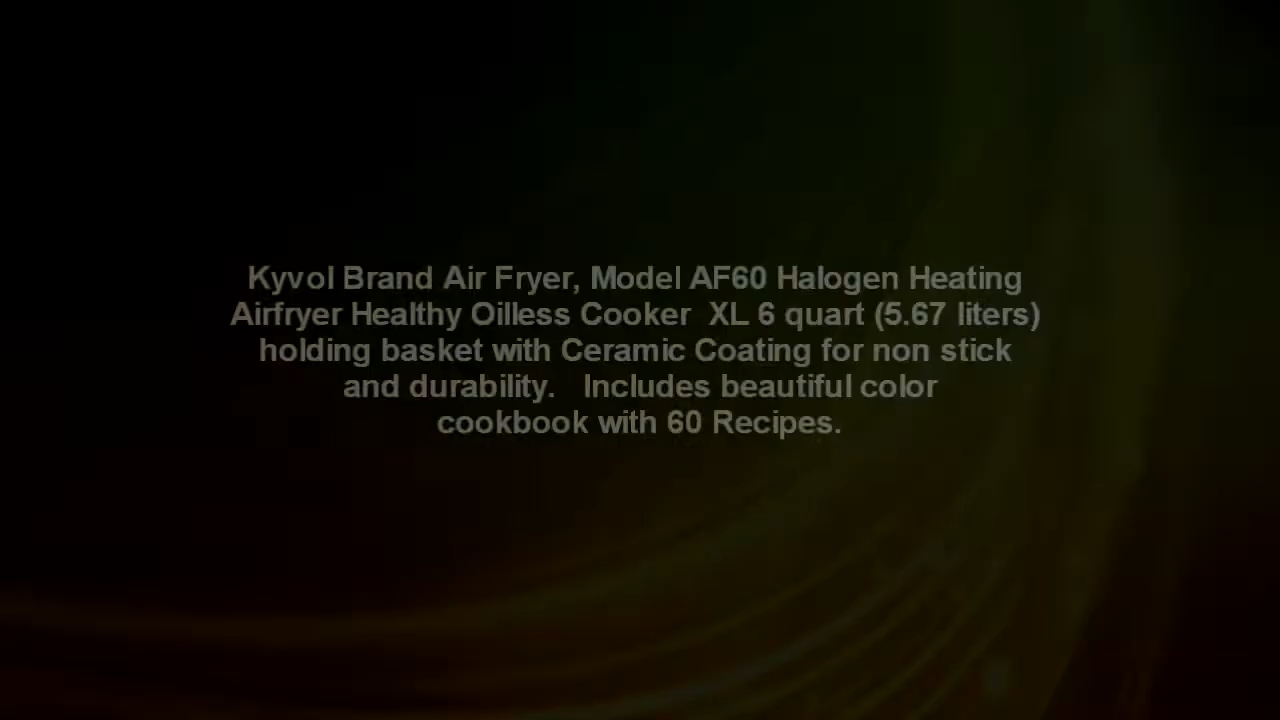 Kyvol Brand Air Fryer, Model AF60 Halogen Heating
Airfryer Healthy Oilless Cooker  XL 6 quart (5.67 liters)
holding basket with Ceramic Coating for non stick
and durability.   Includes beautiful color
cookbook with 60 Recipes.